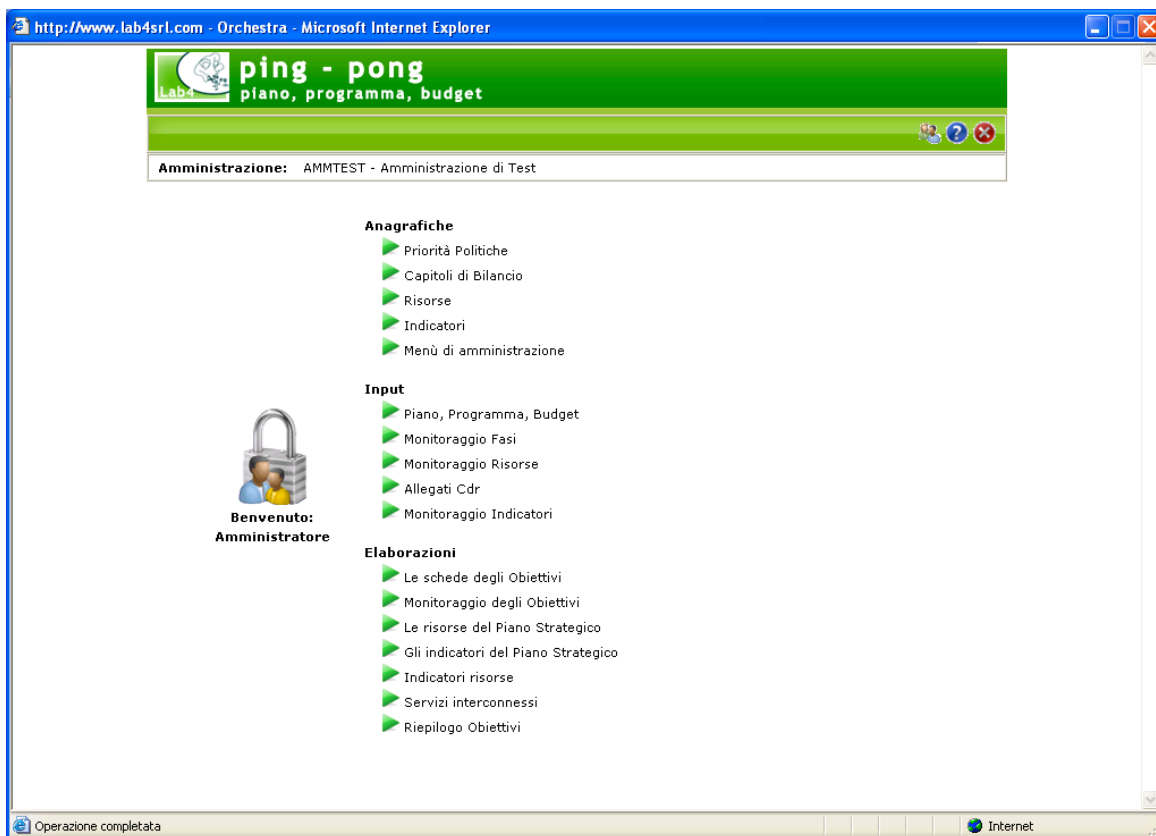 http://www.lab4srl.com - Orchestra - Microsoft Internet Explorer
Lab4
ping - pong
piano, programma, budget
Amministrazione: AMMTEST - Amministrazione di Test
Anagrafiche
Priorità Politiche
Capitoli di Bilancio
Risorse
Indicatori
Menù di amministrazione
Input
Piano, Programma, Budget
Monitoraggio Fasi
Monitoraggio Risorse
Allegati Cdr
Monitoraggio Indicatori
Benvenuto:
Amministratore
Elaborazioni
Le schede degli Obiettivi
Monitoraggio degli Obiettivi
Le risorse del Piano Strategico
Gli indicatori del Piano Strategico
Indicatori risorse
Servizi interconnessi
Riepilogo Obiettivi
Operazione completata
Internet